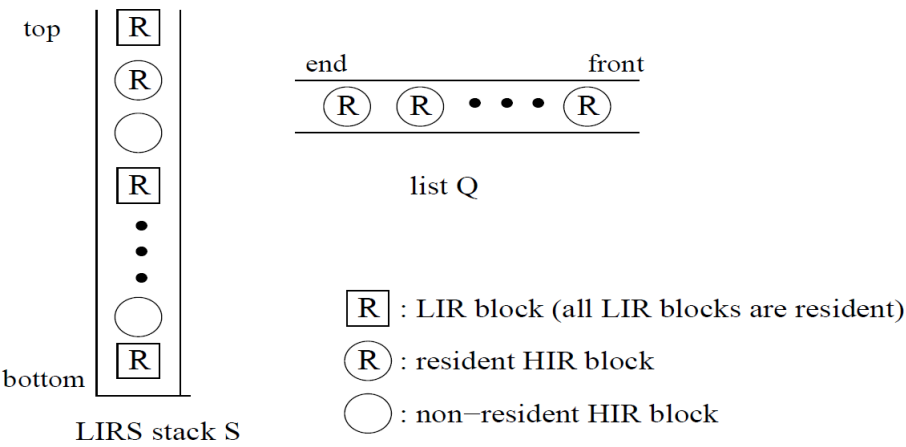 top
R
R
R
R
bottom
LIRS stack S
end front
R R R
list Q
R : LIR block (all LIR blocks are resident)
R : resident HIR block
: non−resident HIR block